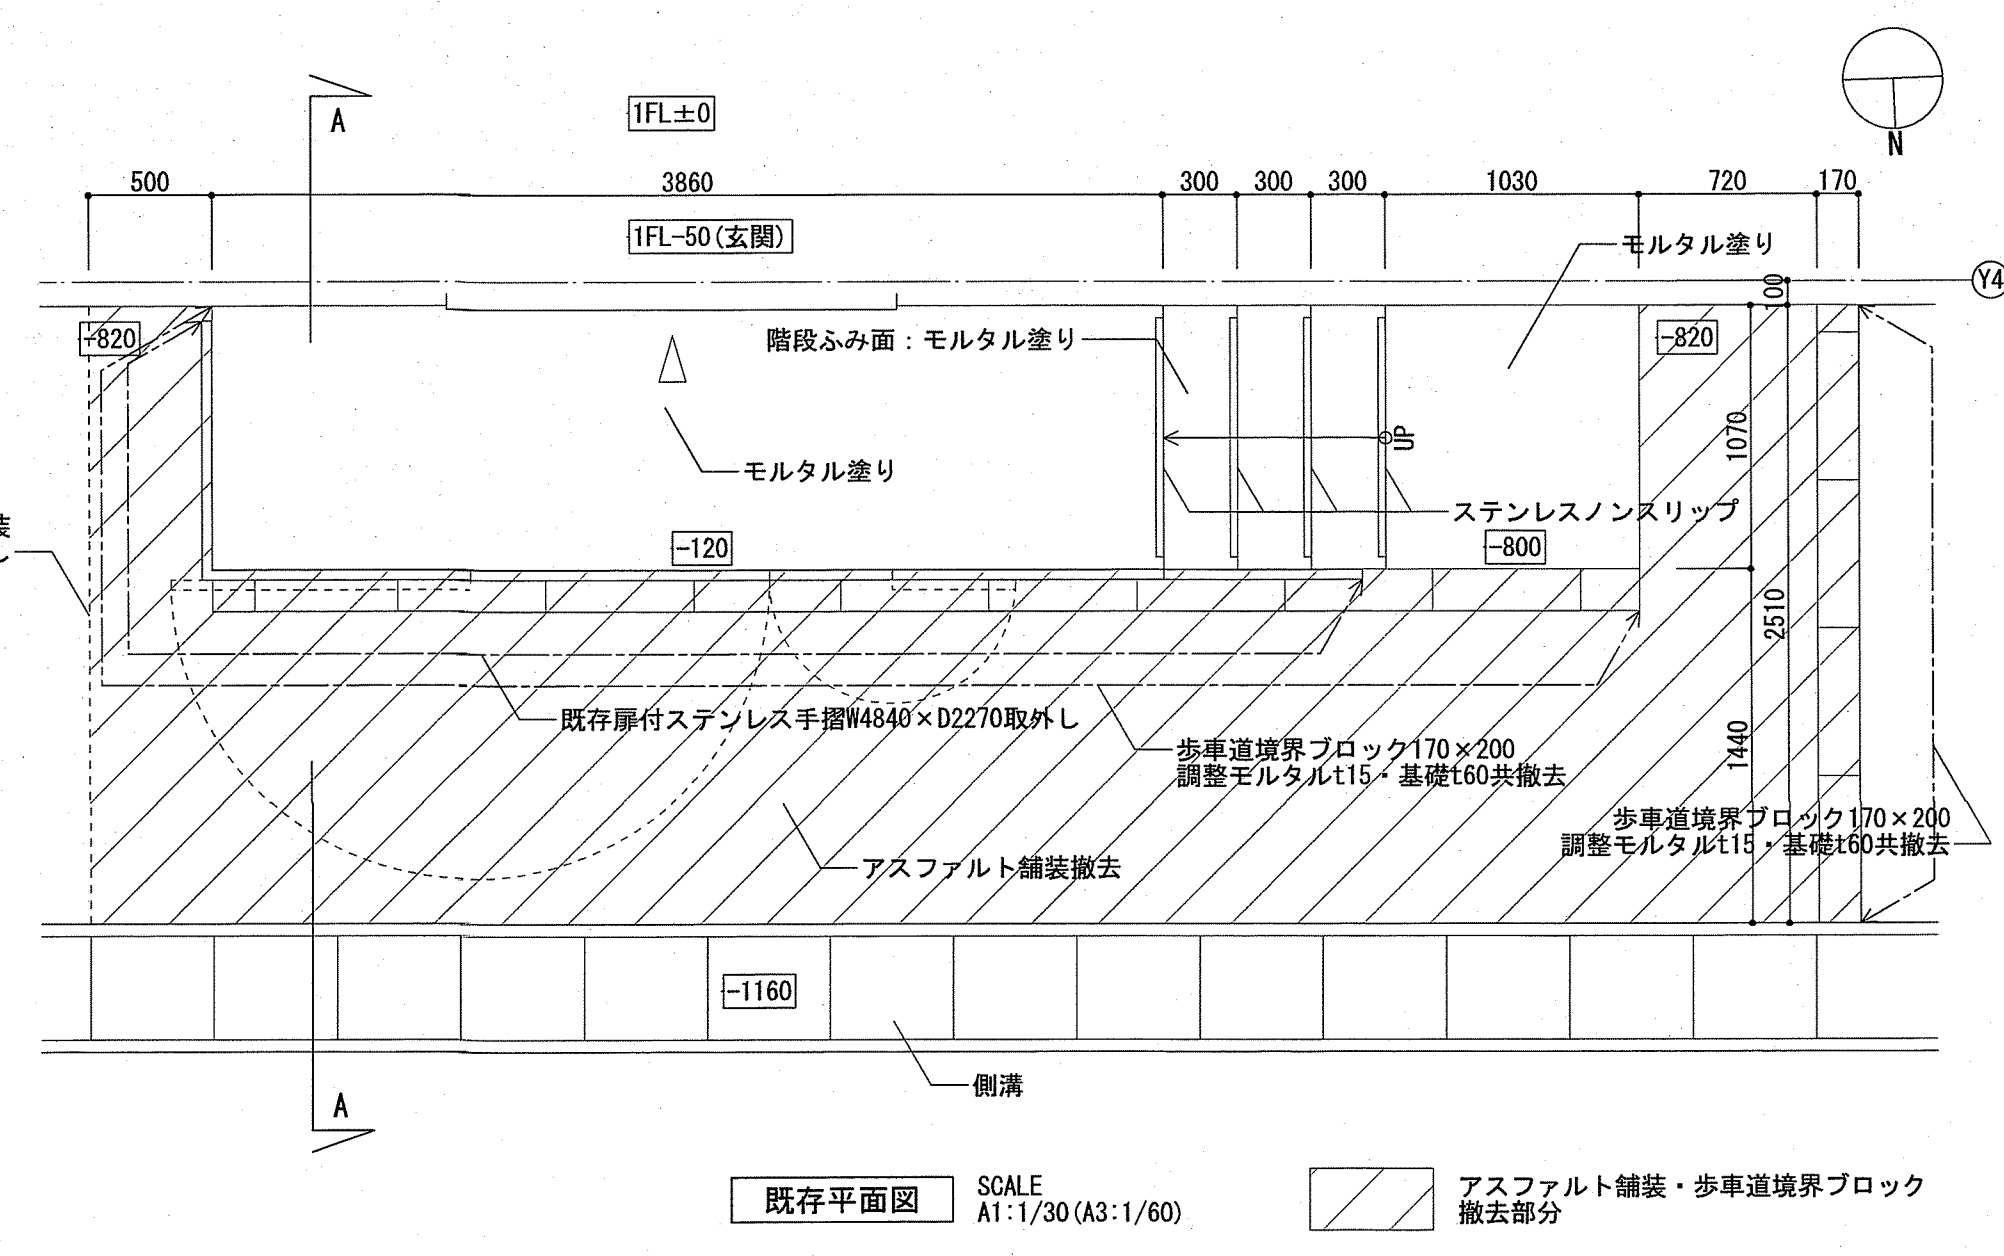 A
1FL±0
N
500
3860
300
300
300
1030
720
170
1FL-50(玄関)
モルタル塗り
Y4
100
-820
階段ふみ面：モルタル塗り
-820
1070
UP
モルタル塗り
ステンレスノンスリップ
-120
-800
2510
既存扉付ステンレス手摺W4840×D2270取外し
1440
歩車道境界ブロック170×200
調整モルタルt15・基礎t60共撤去
歩車道境界ブロック170×200
調整モルタルt15・基礎t60共撤去
アスファルト舗装撤去
-1160
側溝
A
既存平面図
SCALE
A1:1/30(A3:1/60)
アスファルト舗装・歩車道境界ブロック
撤去部分